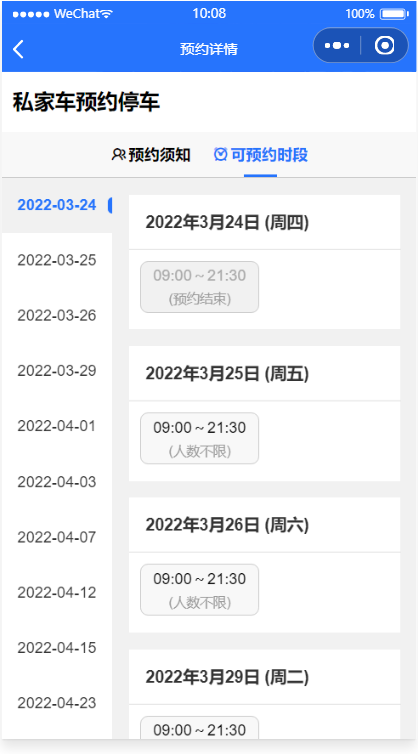 WeChat 10:08 100%
预约详情
私家车预约停车
预约须知 可预约时段
2022-03-24
2022-03-25
2022-03-26
2022-03-29
2022-04-01
2022-04-03
2022-04-07
2022-04-12
2022-04-15
2022-04-23
2022年3月24日 (周四)
09:00 ~ 21:30
(预约结束)
2022年3月25日 (周五)
09:00 ~ 21:30
(人数不限)
2022年3月26日 (周六)
09:00 ~ 21:30
(人数不限)
2022年3月29日 (周二)
09:00 ~ 21:30